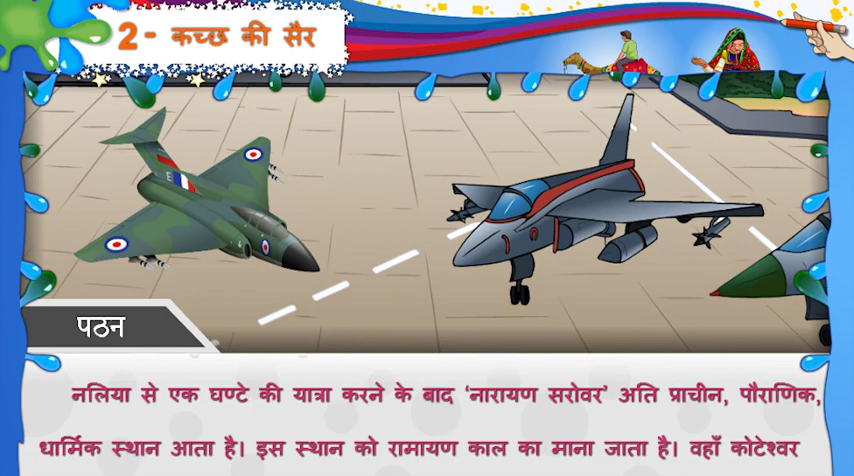 2- कच्छ की सैर
E
पठन
नलिया से एक घण्टे की यात्रा करने के बाद ‘नारायण सरोवर’ अति प्राचीन, पौराणिक,
धार्मिक स्थान आता है। इस स्थान को रामायण काल का माना जाता है। वहाँ कोटेश्वर